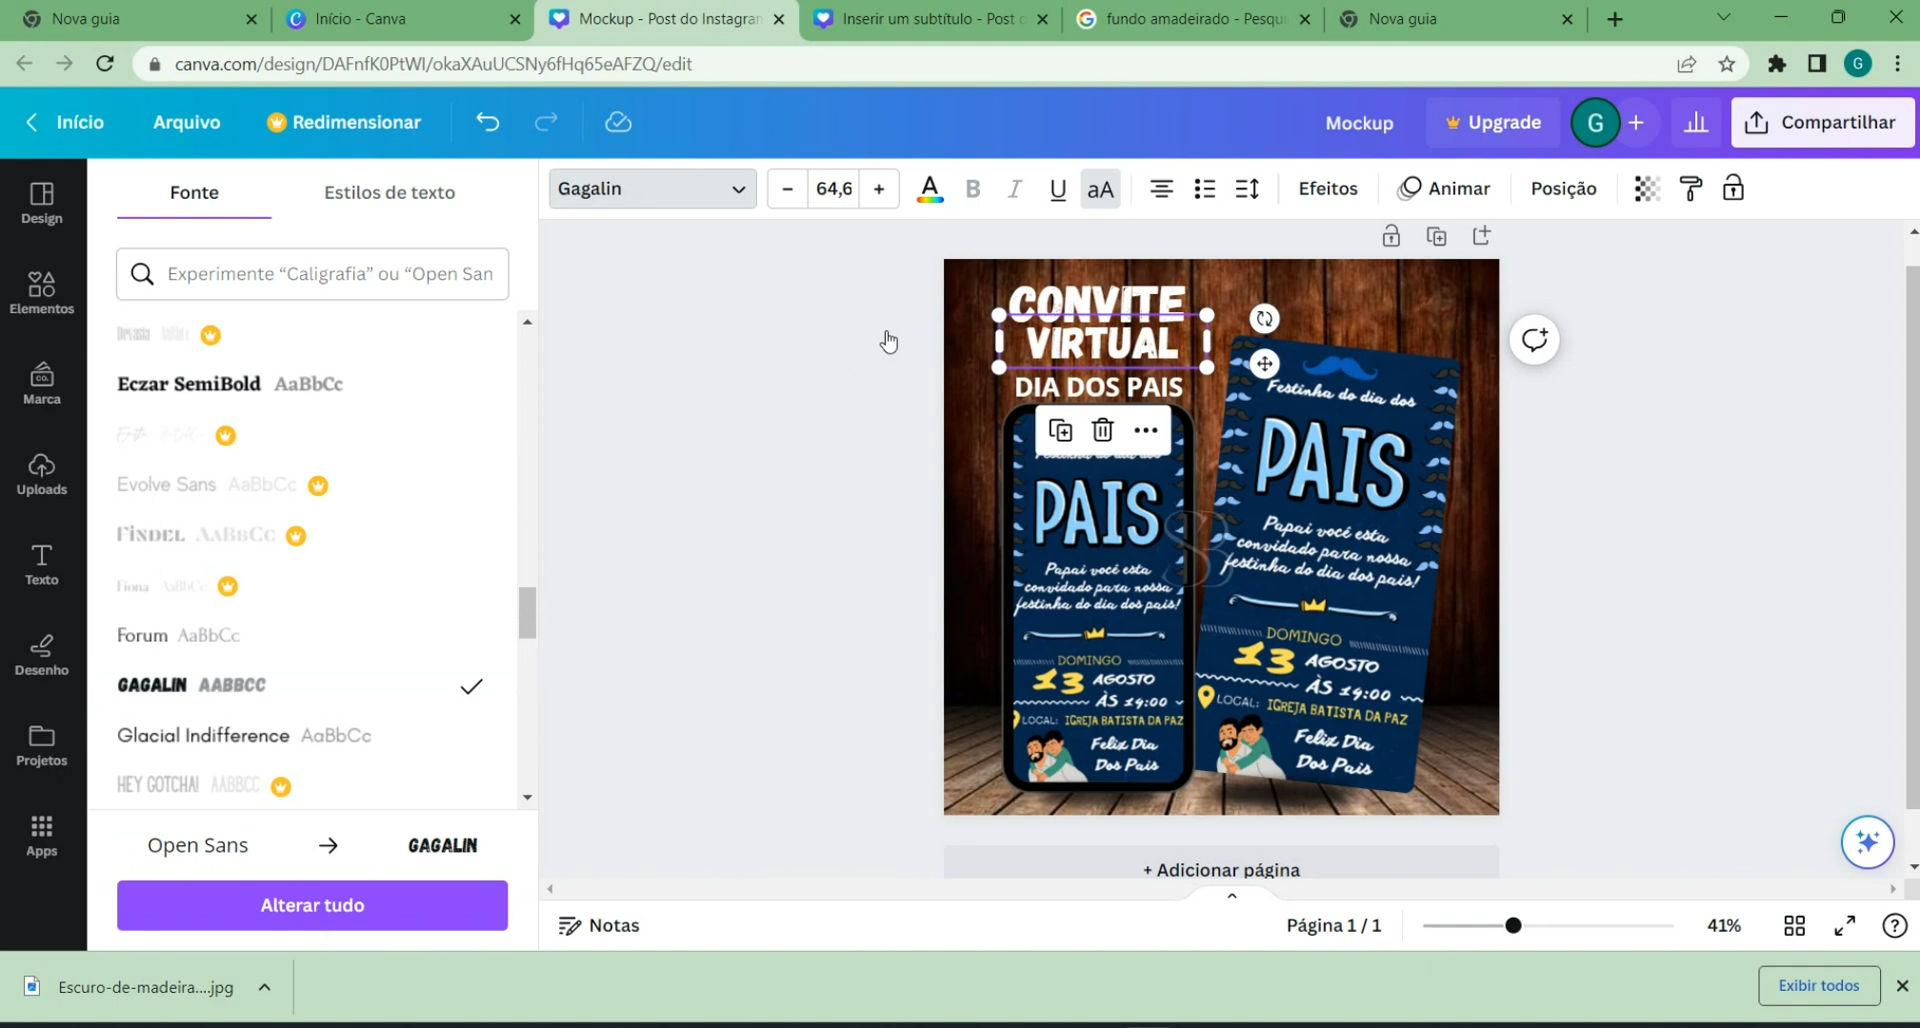 Nova guia
Início - Canva
Mockup - Post do Instagran
Inserir um subtítulo - Post
fundo amadeirado - Pesqu
Nova guia
canva.com/design/DAFnfK0PtWI/okaXAuUCSNy6fHq65eAFZQ/edit
G
Início
Arquivo
Redimensionar
Mockup
Upgrade
G
Compartilhar
Design
Elementos
Marca
Uploads
Texto
Desenho
Projetos
Apps
Fonte
Estilos de texto
Experimente “Caligrafia” ou “Open San
Eczar SemiBold AaBbCc
Evolve Sans AaBbCc
FINDEL AABBCC
Fiona AaBbCc
Forum AaBbCc
GAGALIN AABBCC
Glacial Indifference AaBbCc
HEY GOTCHA! AABBCC
Open Sans → GAGALIN
Alterar tudo
Gagalin
− 64,6 +
A B I U aA
Efeitos
Animar
Posição
CONVITE
VIRTUAL
DIA DOS PAIS
PAIS
Papai você esta
convidado para nossa
festinha do dia dos pais!
DOMINGO
13 AGOSTO
ÀS 14:00
LOCAL: IGREJA BATISTA DA PAZ
Feliz Dia
Dos Pais
Festinha do dia dos
PAIS
Papai você esta
convidado para nossa
festinha do dia dos pais!
DOMINGO
13 AGOSTO
ÀS 14:00
LOCAL: IGREJA BATISTA DA PAZ
Feliz Dia
Dos Pais
+ Adicionar página
Notas
Página 1 / 1
41%
Escuro-de-madeira....jpg
Exibir todos